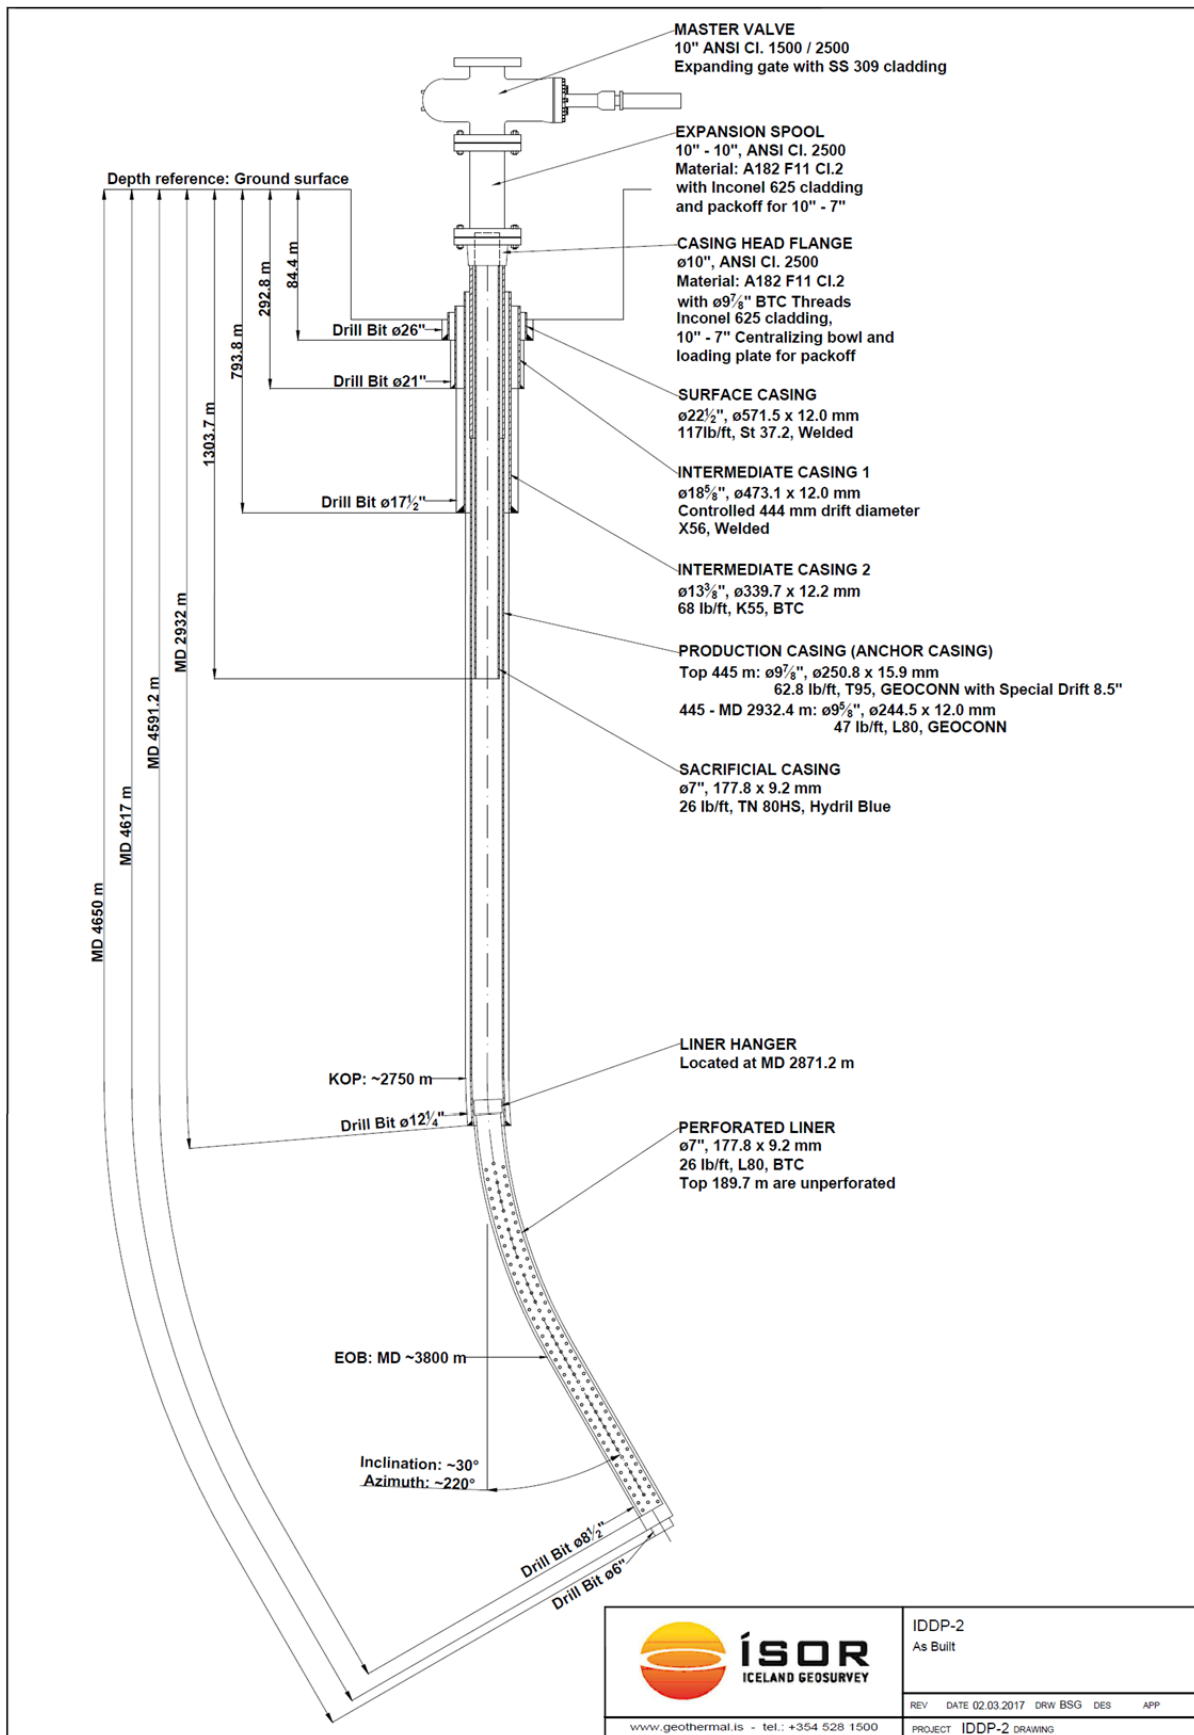 MASTER VALVE
10" ANSI Cl. 1500 / 2500
Expanding gate with SS 309 cladding
EXPANSION SPOOL
10" - 10", ANSI Cl. 2500
Material: A182 F11 Cl.2
with Inconel 625 cladding
and packoff for 10" - 7"
Depth reference: Ground surface
CASING HEAD FLANGE
ø10", ANSI Cl. 2500
Material: A182 F11 Cl.2
with ø9⅞" BTC Threads
Inconel 625 cladding,
10" - 7" Centralizing bowl and
loading plate for packoff
84.4 m
292.8 m
793.8 m
1303.7 m
MD 2932 m
MD 4591.2 m
MD 4617 m
MD 4650 m
Drill Bit ø26"
Drill Bit ø21"
Drill Bit ø17½"
SURFACE CASING
ø22½", ø571.5 x 12.0 mm
117lb/ft, St 37.2, Welded
INTERMEDIATE CASING 1
ø18⅝", ø473.1 x 12.0 mm
Controlled 444 mm drift diameter
X56, Welded
INTERMEDIATE CASING 2
ø13⅜", ø339.7 x 12.2 mm
68 lb/ft, K55, BTC
PRODUCTION CASING (ANCHOR CASING)
Top 445 m: ø9⅞", ø250.8 x 15.9 mm
62.8 lb/ft, T95, GEOCONN with Special Drift 8.5"
445 - MD 2932.4 m: ø9⅝", ø244.5 x 12.0 mm
47 lb/ft, L80, GEOCONN
SACRIFICIAL CASING
ø7", 177.8 x 9.2 mm
26 lb/ft, TN 80HS, Hydril Blue
LINER HANGER
Located at MD 2871.2 m
KOP: ~2750 m
Drill Bit ø12¼"
PERFORATED LINER
ø7", 177.8 x 9.2 mm
26 lb/ft, L80, BTC
Top 189.7 m are unperforated
EOB: MD ~3800 m
Inclination: ~30°
Azimuth: ~220°
Drill Bit ø8½"
Drill Bit ø6"
ÍSOR
ICELAND GEOSURVEY
www.geothermal.is - tel.: +354 528 1500
IDDP-2
As Built
REV DATE 02.03.2017 DRW BSG DES APP
PROJECT IDDP-2 DRAWING